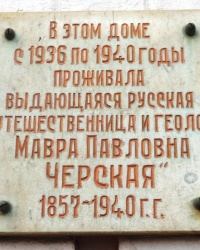 „В ЭТОМ ДОМЕ
С 1936 ПО 1940 ГОДЫ
ПРОЖИВАЛА
ВЫДАЮЩАЯСЯ РУССКАЯ
УТЕШЕСТВЕННИЦА И ГЕОЛО
МАВРА ПАВЛОВНА
ЧЕРСКАЯ“
1857-1940 Г.Г.